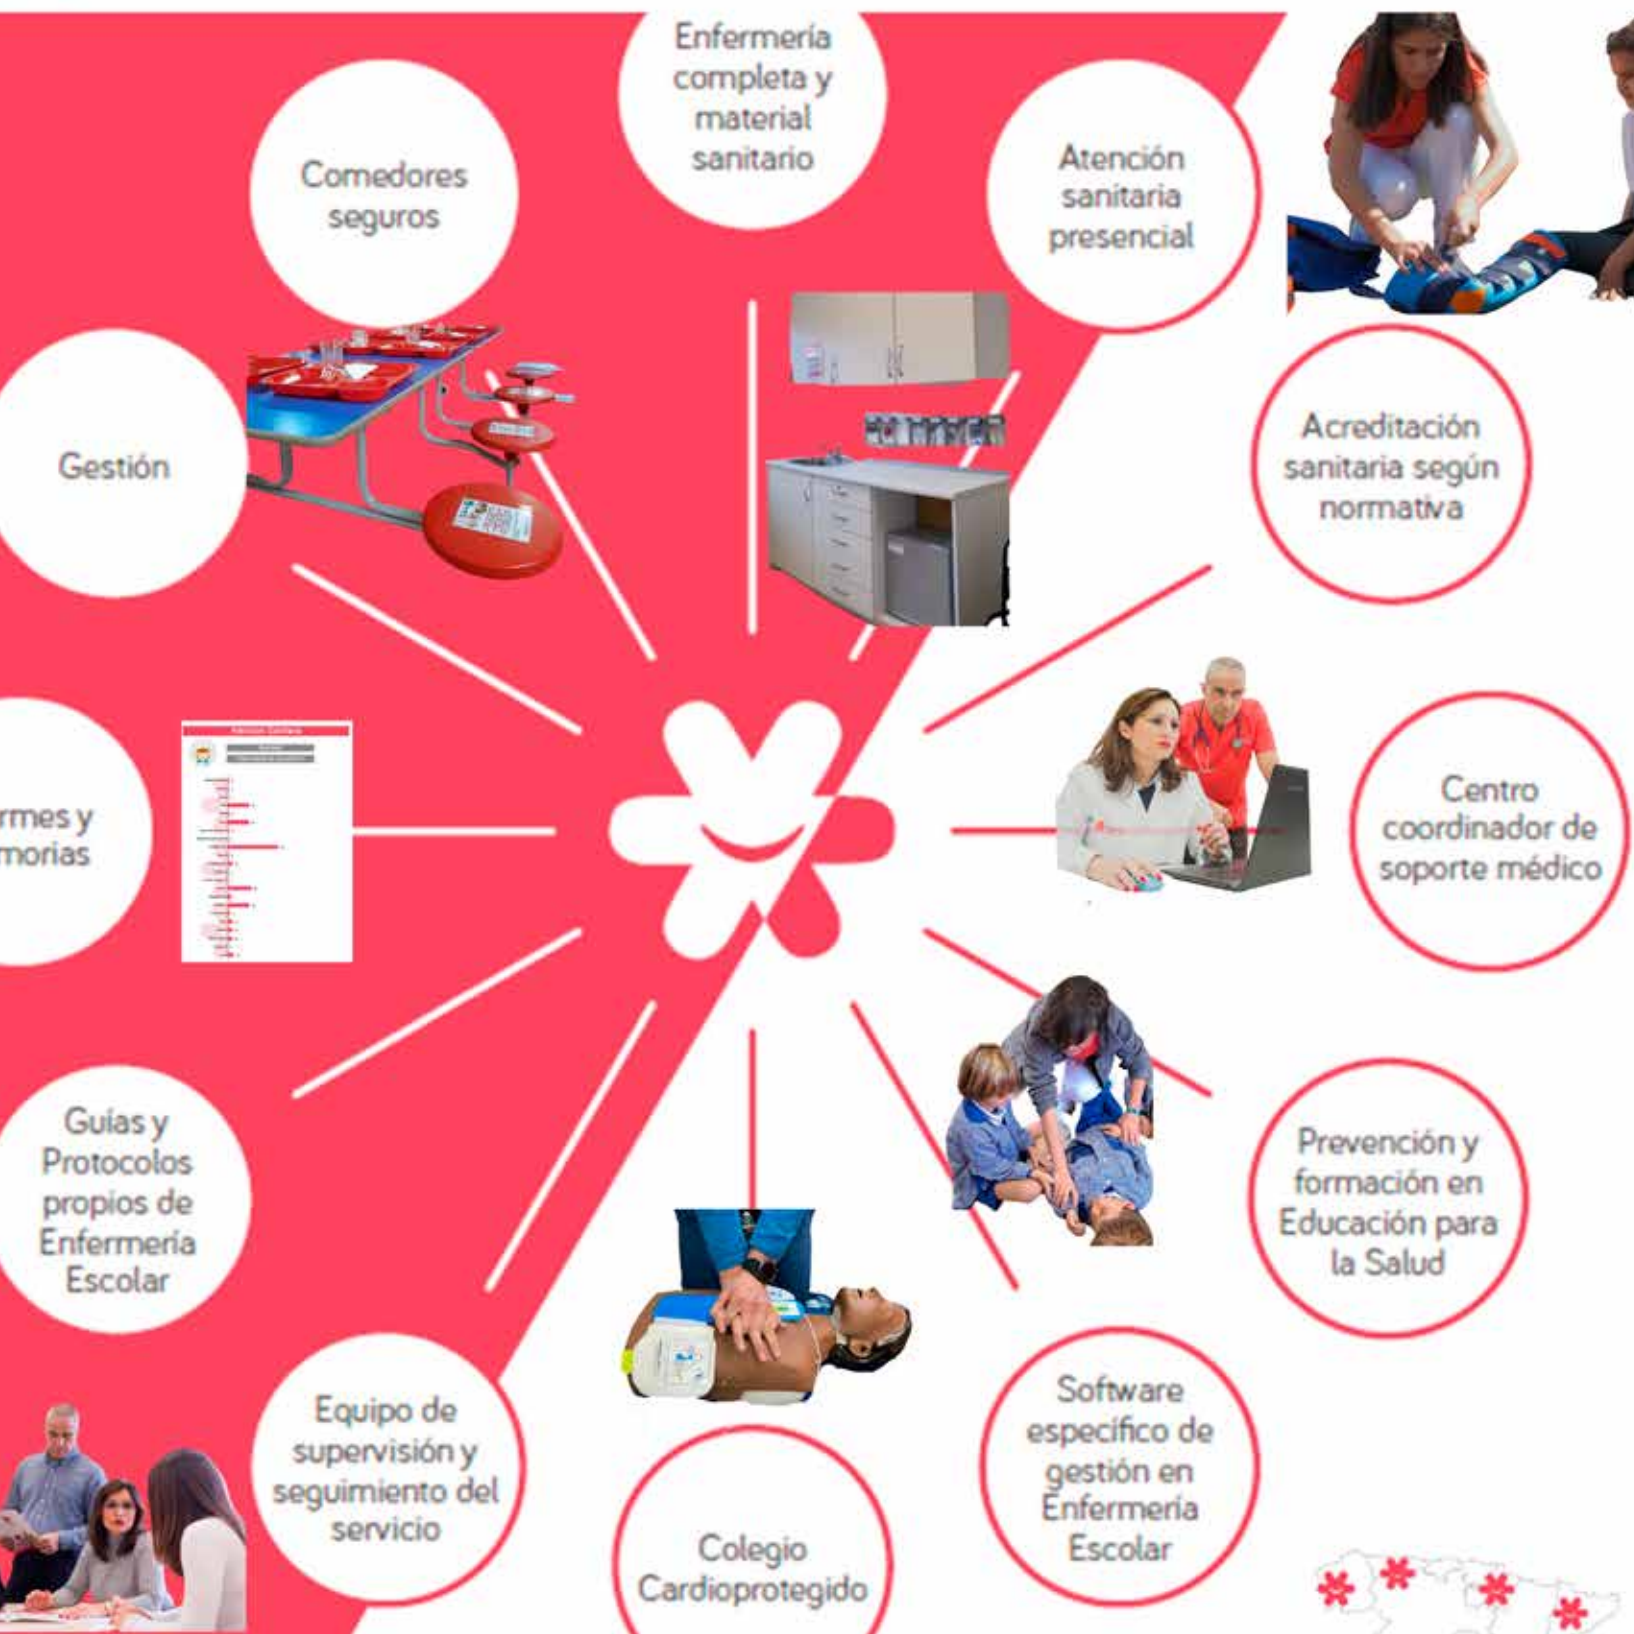 Enfermería
completa y
material
sanitario
Comedores
seguros
Atención
sanitaria
presencial
Gestión
Acreditación
sanitaria según
normativa
rmes y
morias
Centro
coordinador de
soporte médico
Guías y
Protocolos
propios de
Enfermería
Escolar
Prevención y
formación en
Educación para
la Salud
Equipo de
supervisión y
seguimiento del
servicio
Software
específico de
gestión en
Enfermería
Escolar
Colegio
Cardioprotegido